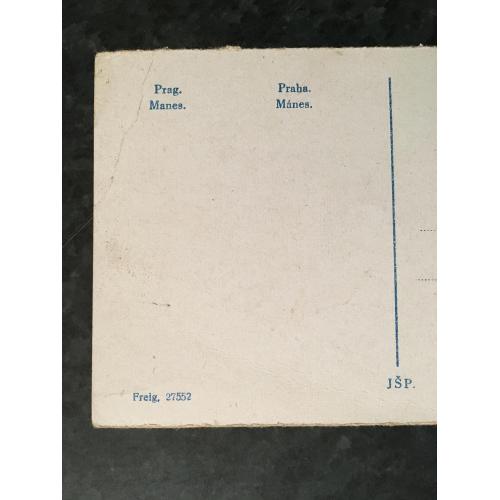 Prag.
Manes.
Praha.
Mánes.
JŠP.
Freig, 27552